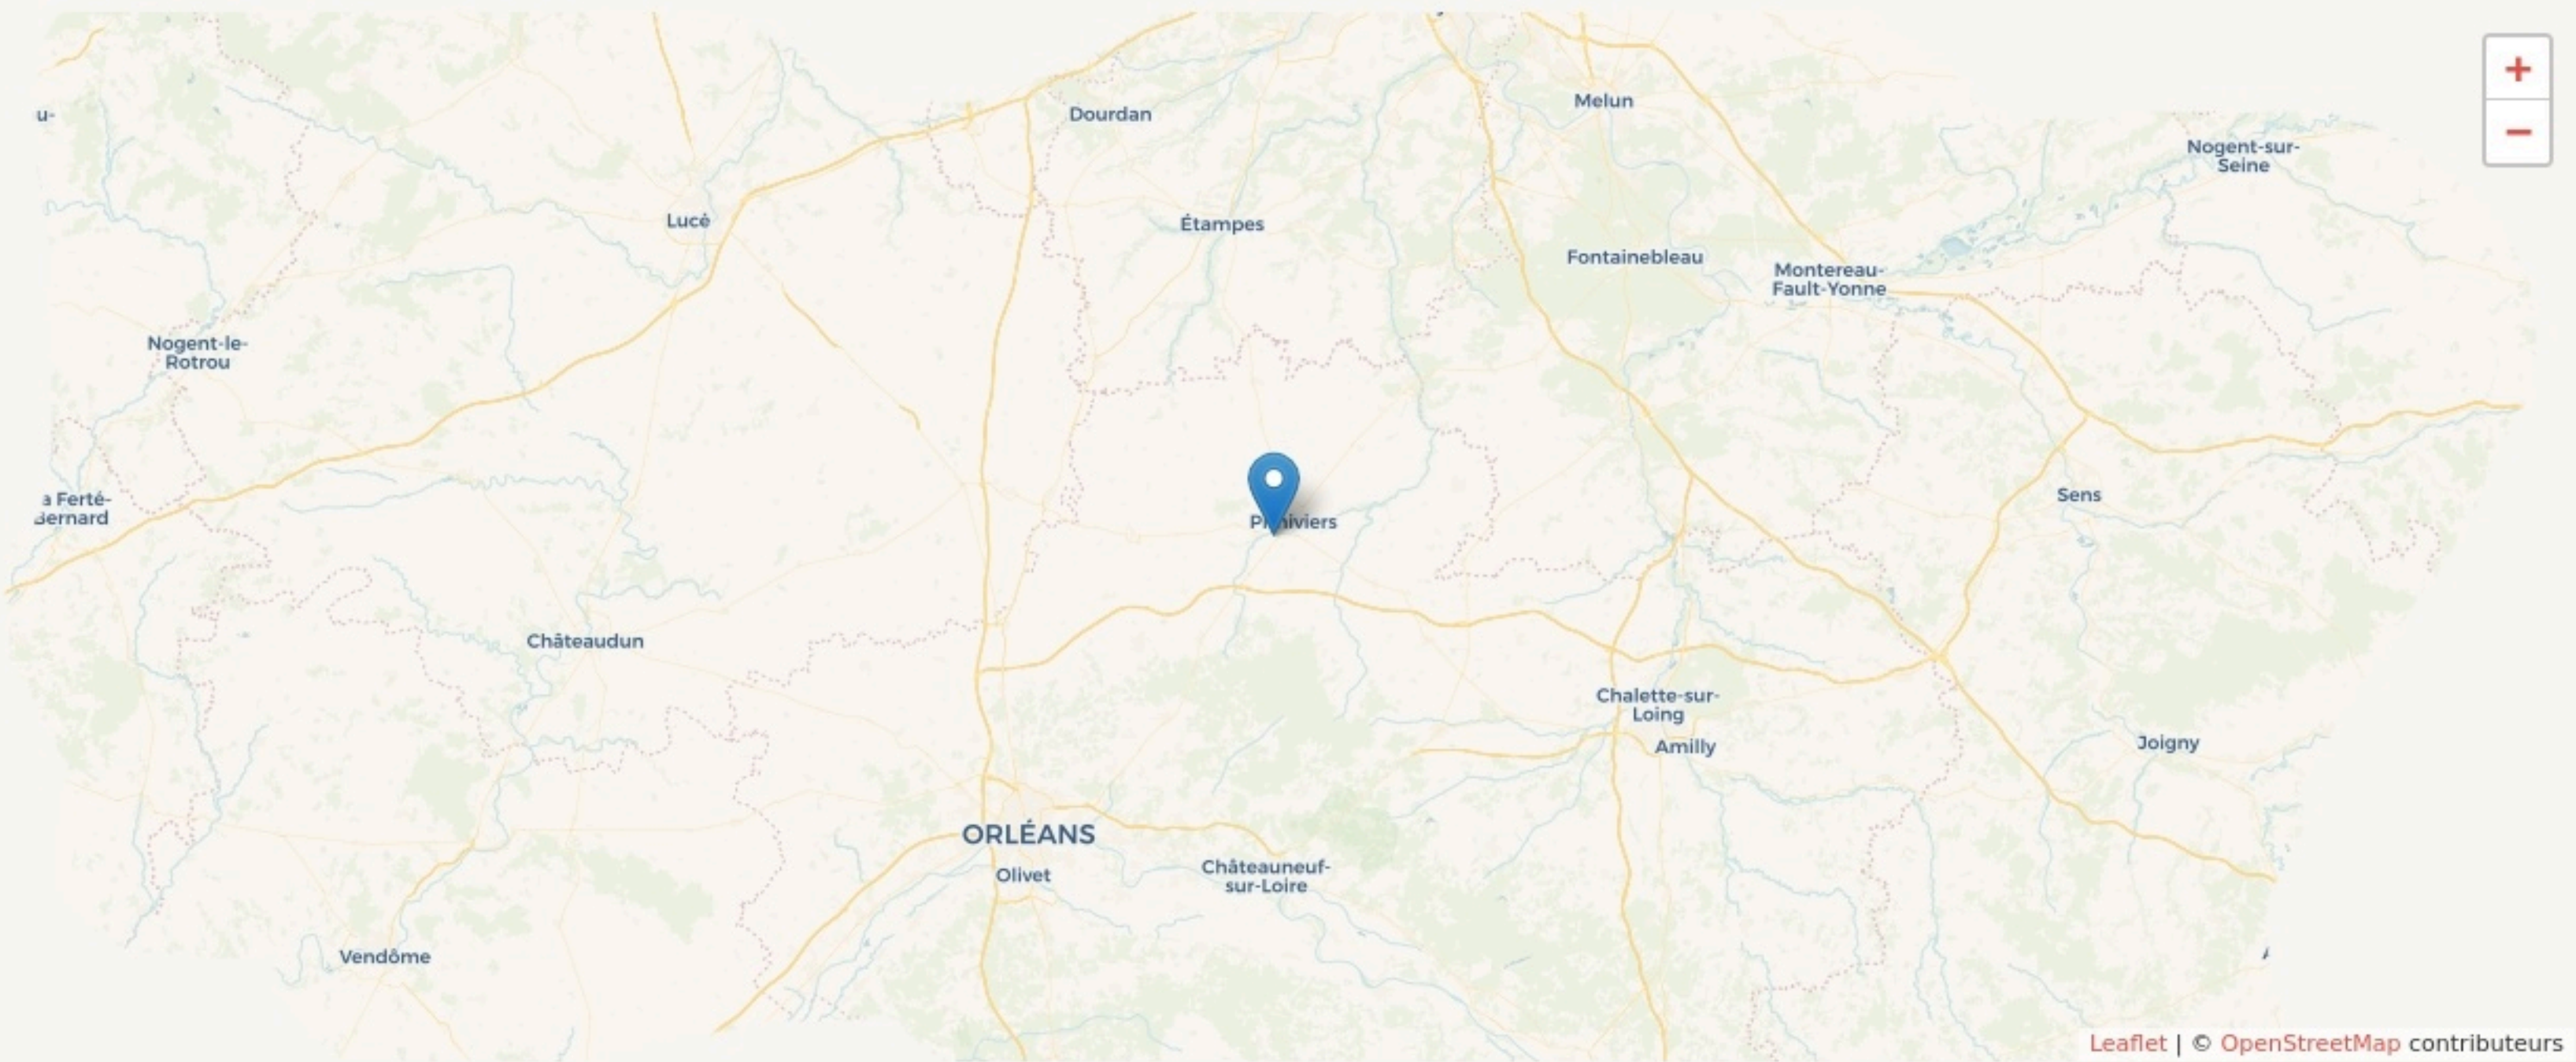 Dourdan
Melun
u-
Nogent-sur-
Seine
Lucé
Étampes
Fontainebleau
Montereau-
Fault-Yonne
Nogent-le-
Rotrou
a Ferté-
Bernard
Sens
Châteaudun
Chalette-sur-
Loing
Amilly
Joigny
ORLÉANS
Olivet
Châteauneuf-
sur-Loire
Vendôme
+
−
Leaflet | © OpenStreetMap contributeurs